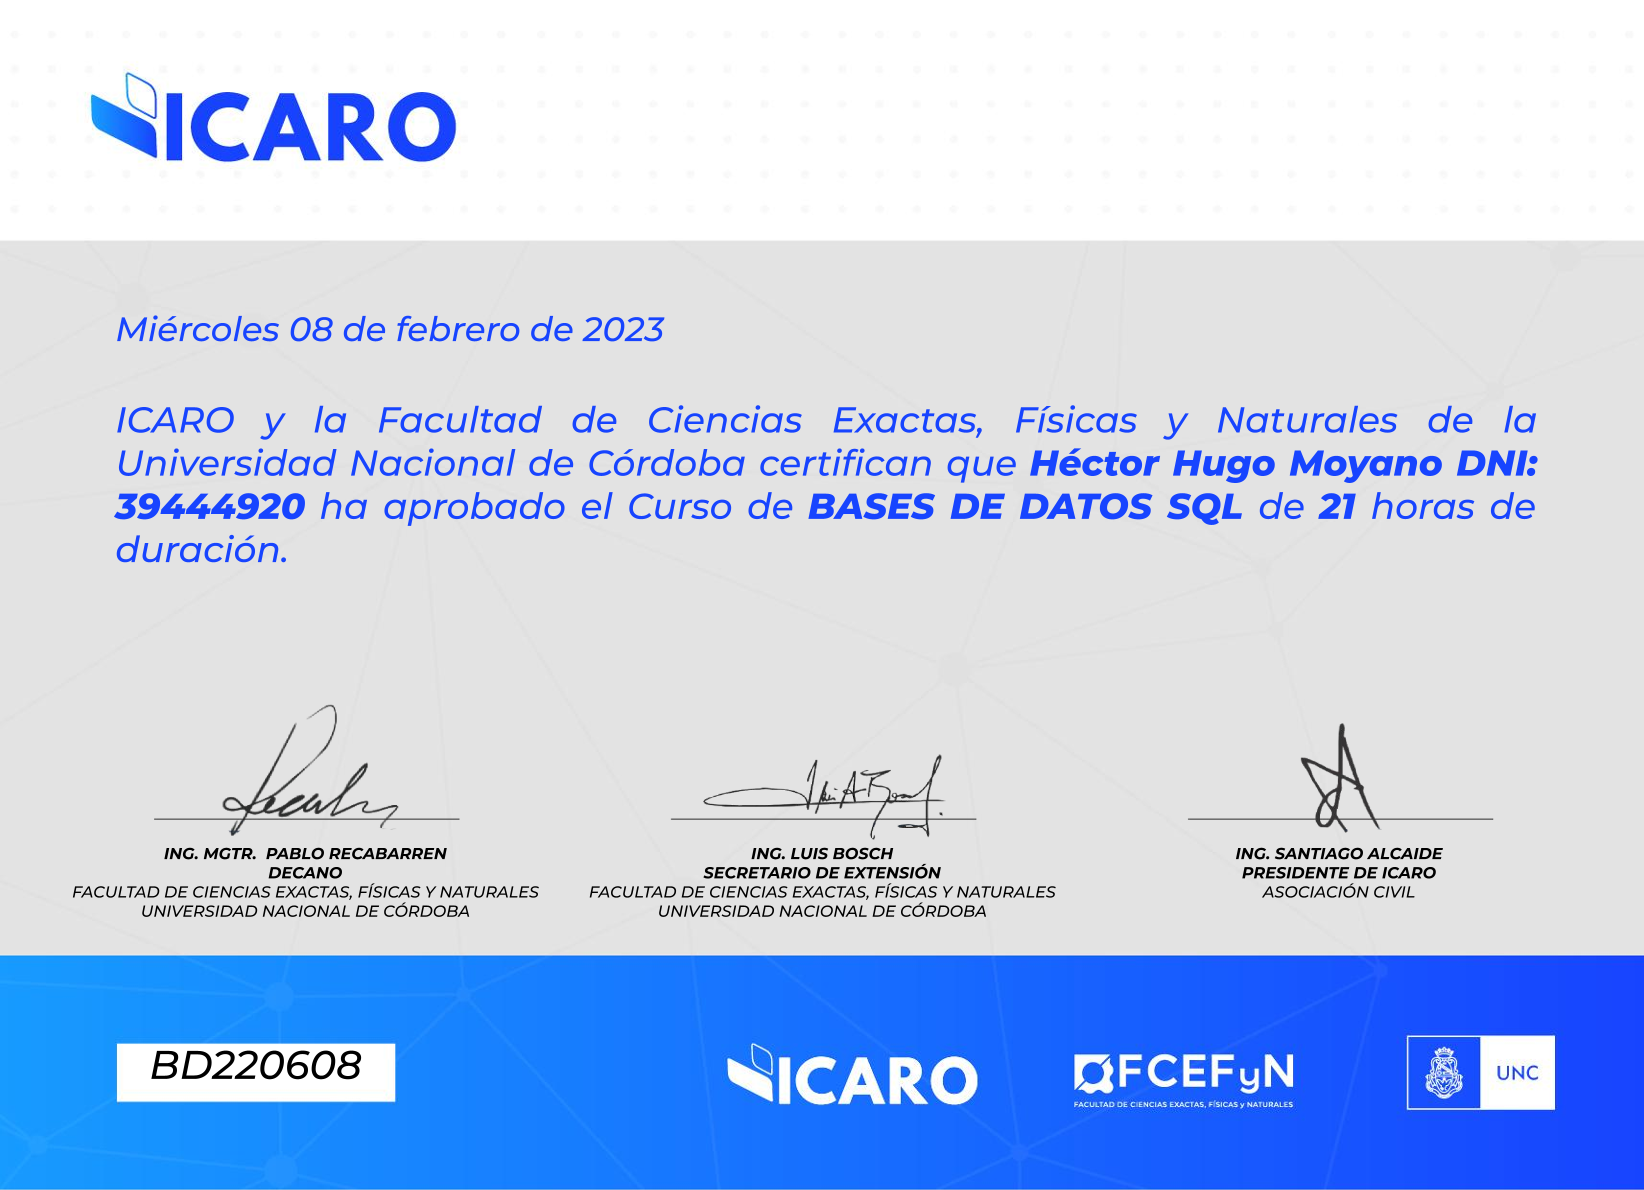 ICARO
Miércoles 08 de febrero de 2023
ICARO y la Facultad de Ciencias Exactas, Físicas y Naturales de la
Universidad Nacional de Córdoba certifican que Héctor Hugo Moyano DNI:
39444920 ha aprobado el Curso de BASES DE DATOS SQL de 21 horas de
duración.
ING. MGTR. PABLO RECABARREN
DECANO
FACULTAD DE CIENCIAS EXACTAS, FÍSICAS Y NATURALES
UNIVERSIDAD NACIONAL DE CÓRDOBA
ING. LUIS BOSCH
SECRETARIO DE EXTENSIÓN
FACULTAD DE CIENCIAS EXACTAS, FÍSICAS Y NATURALES
UNIVERSIDAD NACIONAL DE CÓRDOBA
ING. SANTIAGO ALCAIDE
PRESIDENTE DE ICARO
ASOCIACIÓN CIVIL
BD220608
ICARO
FCEFyN
FACULTAD DE CIENCIAS EXACTAS, FÍSICAS y NATURALES
UNC